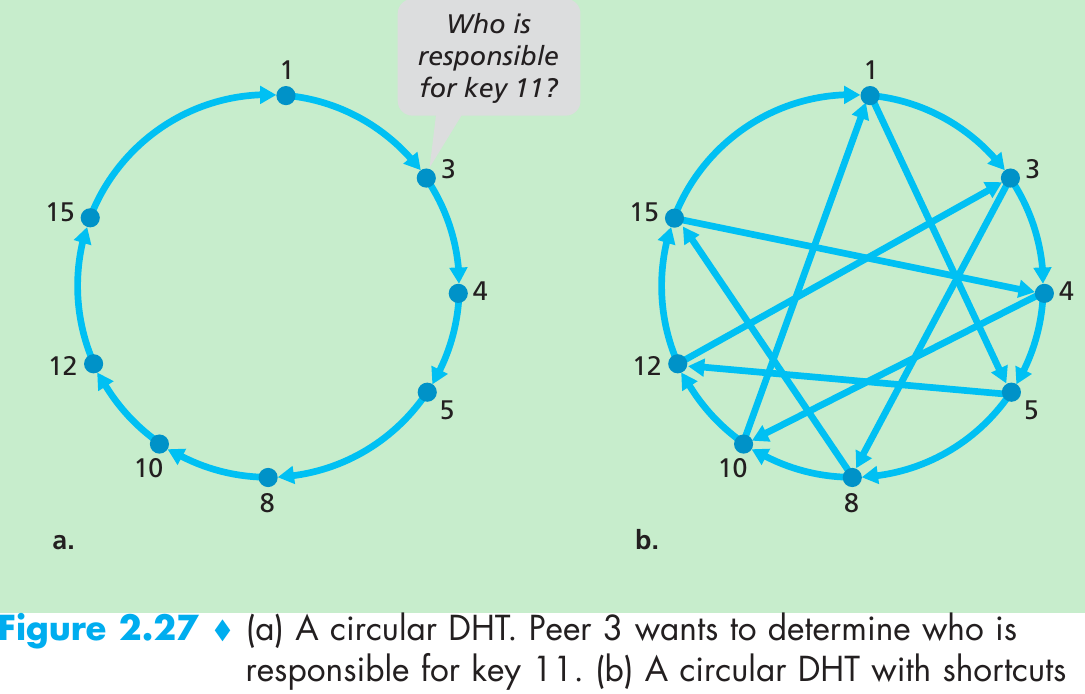 Who is
responsible
for key 11?
1
3
4
5
8
10
12
15
a.
1
3
4
5
8
10
12
15
b.
Figure 2.27 ♦ (a) A circular DHT. Peer 3 wants to determine who is
responsible for key 11. (b) A circular DHT with shortcuts